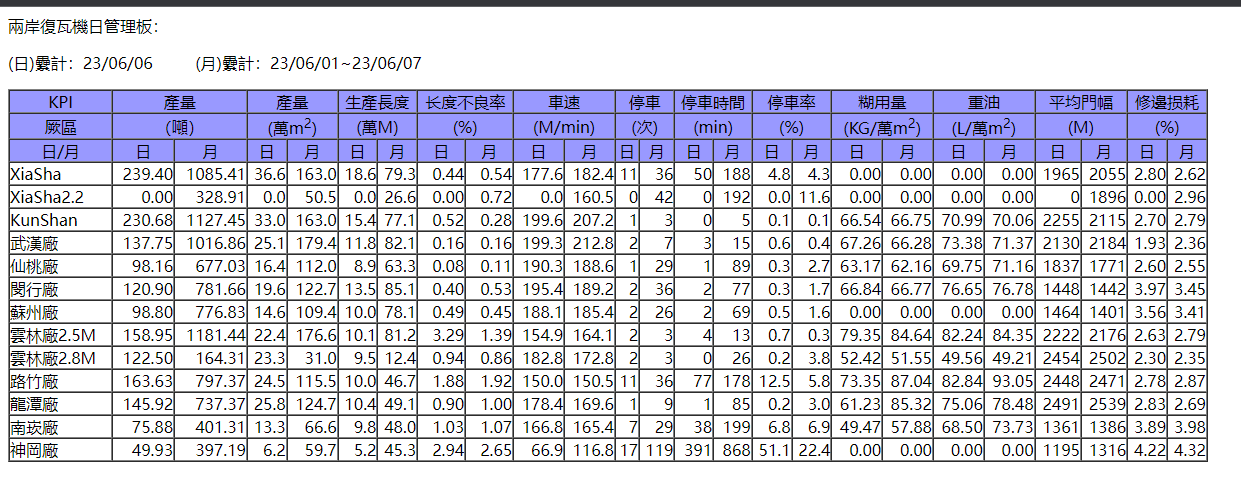 兩岸復瓦機日管理板:
(日)曩計：23/06/06 (月)曩計：23/06/01~23/06/07
KPI 產量 產量 生產長度 长度不良率 車速 停車 停車時間 停車率 糊用量 重油 平均門幅 修邊损耗
厰區 (噸) (萬m2) (萬M) (%) (M/min) (次) (min) (%) (KG/萬m2) (L/萬m2) (M) (%)
日/月 日 月 日 月 日 月 日 月 日 月 日 月 日 月 日 月 日 月 日 月 日 月 日 月
XiaSha 239.40 1085.41 36.6 163.0 18.6 79.3 0.44 0.54 177.6 182.4 11 36 50 188 4.8 4.3 0.00 0.00 0.00 0.00 1965 2055 2.80 2.62
XiaSha2.2 0.00 328.91 0.0 50.5 0.0 26.6 0.00 0.72 0.0 160.5 0 42 0 192 0.0 11.6 0.00 0.00 0.00 0.00 0 1896 0.00 2.96
KunShan 230.68 1127.45 33.0 163.0 15.4 77.1 0.52 0.28 199.6 207.2 1 3 0 5 0.1 0.1 66.54 66.75 70.99 70.06 2255 2115 2.70 2.79
武漢廠 137.75 1016.86 25.1 179.4 11.8 82.1 0.16 0.16 199.3 212.8 2 7 3 15 0.6 0.4 67.26 66.28 73.38 71.37 2130 2184 1.93 2.36
仙桃廠 98.16 677.03 16.4 112.0 8.9 63.3 0.08 0.11 190.3 188.6 1 29 1 89 0.3 2.7 63.17 62.16 69.75 71.16 1837 1771 2.60 2.55
閔行廠 120.90 781.66 19.6 122.7 13.5 85.1 0.40 0.53 195.4 189.2 2 36 2 77 0.3 1.7 66.84 66.77 76.65 76.78 1448 1442 3.97 3.45
蘇州廠 98.80 776.83 14.6 109.4 10.0 78.1 0.49 0.45 188.1 185.4 2 26 2 69 0.5 1.6 0.00 0.00 0.00 0.00 1464 1401 3.56 3.41
雲林廠2.5M 158.95 1181.44 22.4 176.6 10.1 81.2 3.29 1.39 154.9 164.1 2 3 4 13 0.7 0.3 79.35 84.64 82.24 84.35 2222 2176 2.63 2.79
雲林廠2.8M 122.50 164.31 23.3 31.0 9.5 12.4 0.94 0.86 182.8 172.8 2 3 0 26 0.2 3.8 52.42 51.55 49.56 49.21 2454 2502 2.30 2.35
路竹廠 163.63 797.37 24.5 115.5 10.0 46.7 1.88 1.92 150.0 150.5 11 36 77 178 12.5 5.8 73.35 87.04 82.84 93.05 2448 2471 2.78 2.87
龍潭廠 145.92 737.37 25.8 124.7 10.4 49.1 0.90 1.00 178.4 169.6 1 9 1 85 0.2 3.0 61.23 85.32 75.06 78.48 2491 2539 2.83 2.69
南崁廠 75.88 401.31 13.3 66.6 9.8 48.0 1.03 1.07 166.8 165.4 7 29 38 199 6.8 6.9 49.47 57.88 68.50 73.73 1361 1386 3.89 3.98
神岡廠 49.93 397.19 6.2 59.7 5.2 45.3 2.94 2.65 66.9 116.8 17 119 391 868 51.1 22.4 0.00 0.00 0.00 0.00 1195 1316 4.22 4.32